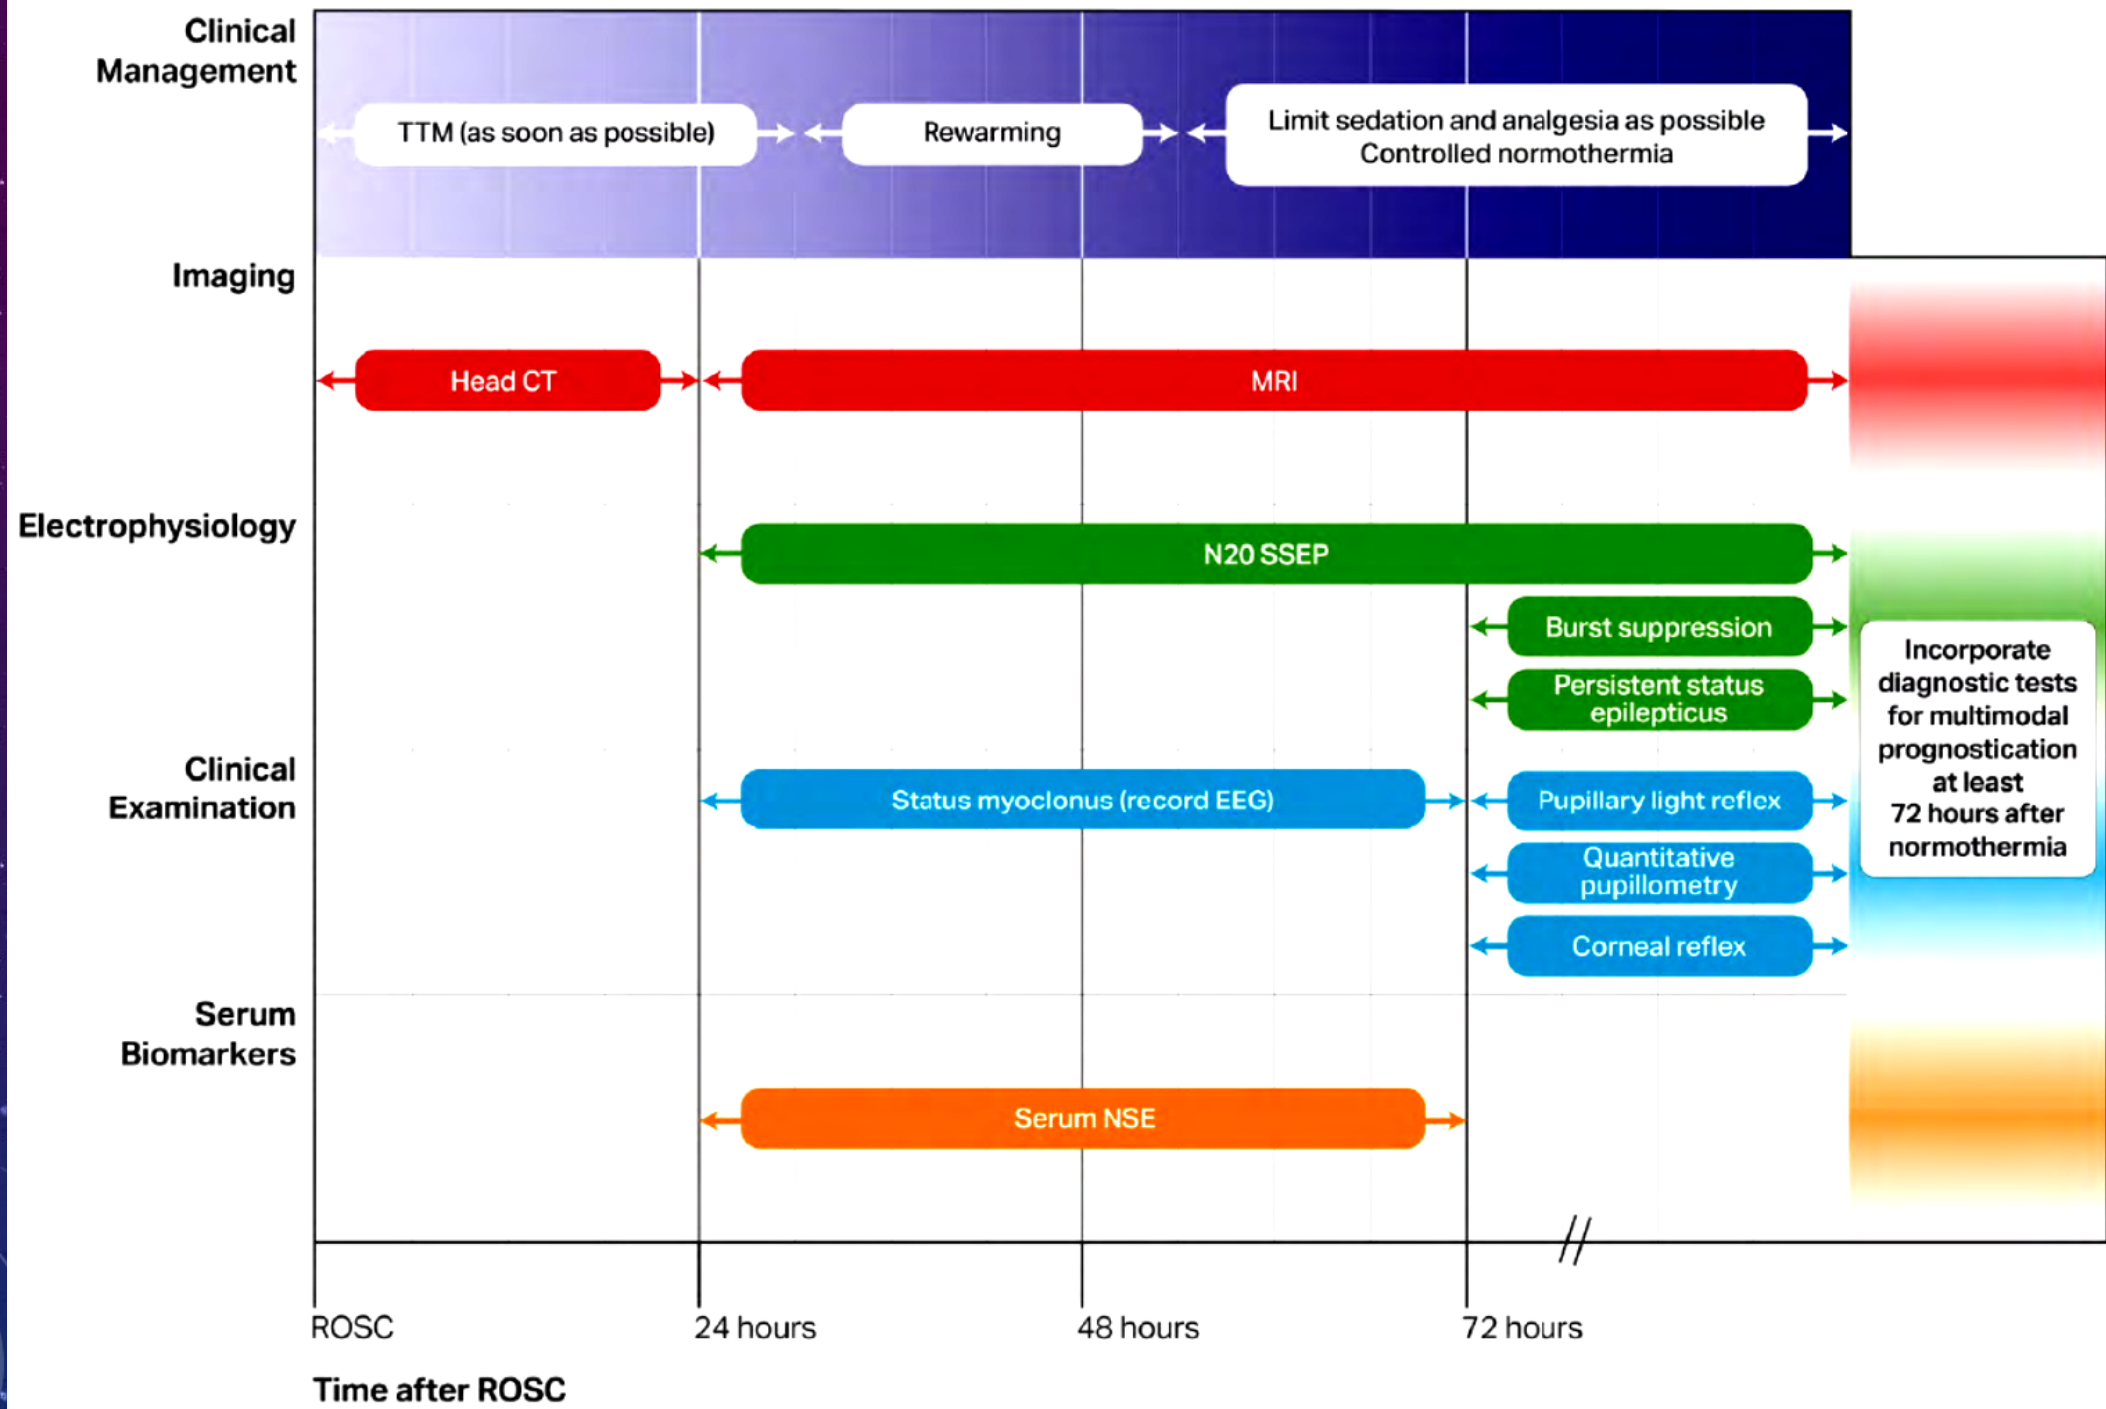 Clinical
Management
TTM (as soon as possible)
Rewarming
Limit sedation and analgesia as possible
Controlled normothermia
Imaging
Head CT
MRI
Electrophysiology
N20 SSEP
Burst suppression
Persistent status
epilepticus
Clinical
Examination
Status myoclonus (record EEG)
Pupillary light reflex
Quantitative
pupillometry
Corneal reflex
Serum
Biomarkers
Serum NSE
Incorporate
diagnostic tests
for multimodal
prognostication
at least
72 hours after
normothermia
ROSC
24 hours
48 hours
72 hours
Time after ROSC